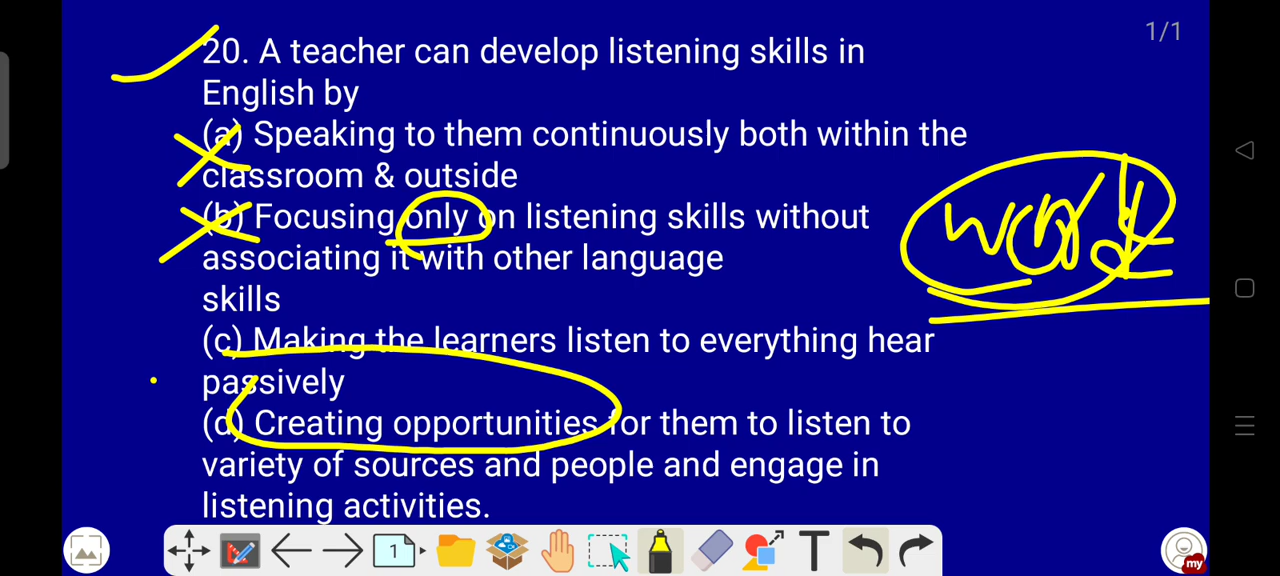 1/1
20. A teacher can develop listening skills in
English by
(a) Speaking to them continuously both within the
classroom & outside
(b) Focusing only on listening skills without
associating it with other language
skills
(c) Making the learners listen to everything hear
passively
(d) Creating opportunities for them to listen to
variety of sources and people and engage in
listening activities.
1
T
my